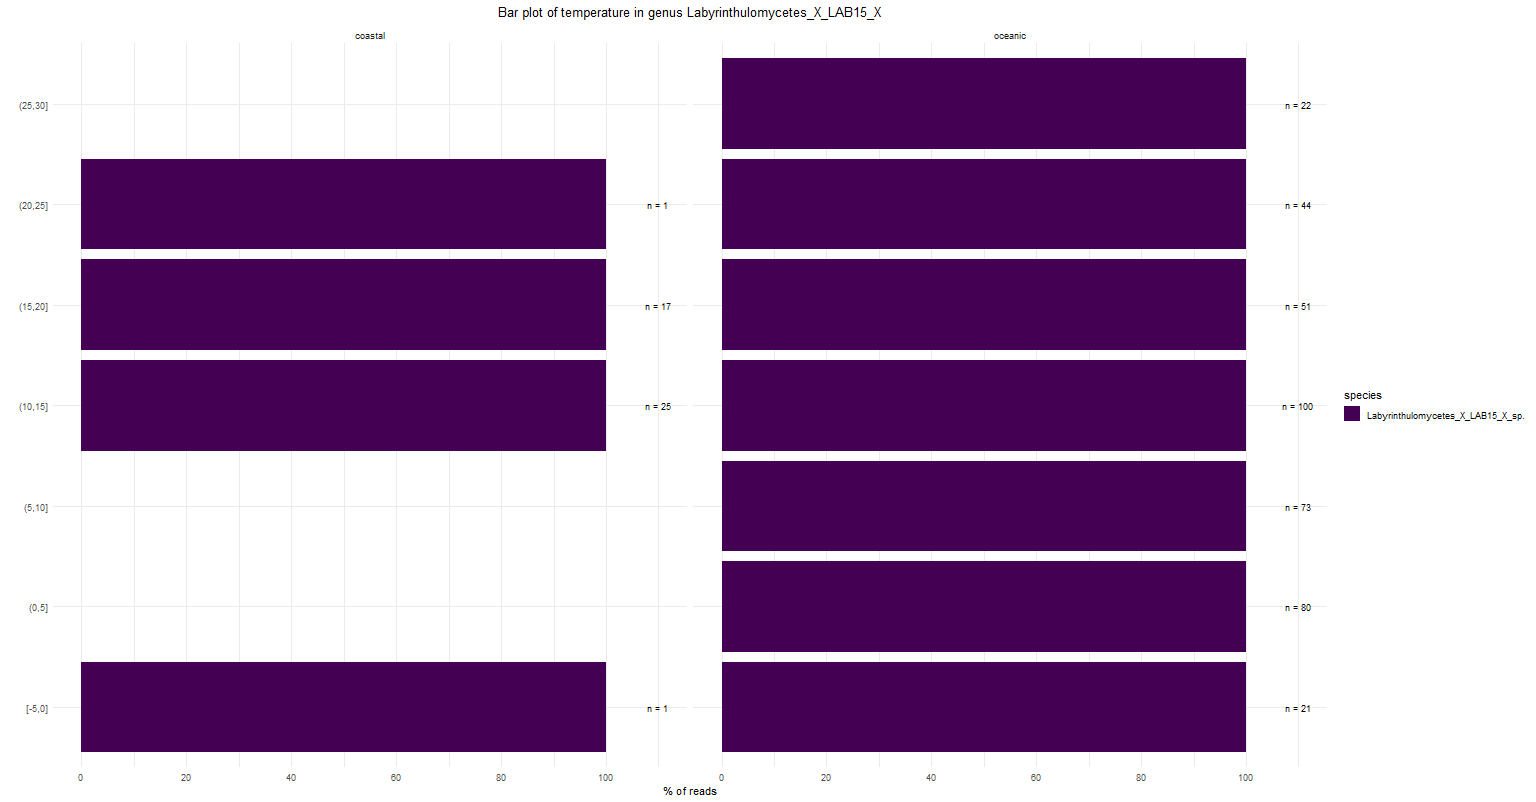 Bar plot of temperature in genus Labyrinthulomycetes_X_LAB15_X
coastal
oceanic
(25,30]
n = 22
(20,25]
n = 1
n = 44
(15,20]
n = 17
n = 51
(10,15]
n = 25
n = 100
species
Labyrinthulomycetes_X_LAB15_X_sp.
(5,10]
n = 73
(0,5]
n = 80
[-5,0]
n = 1
n = 21
0 20 40 60 80 100
0 20 40 60 80 100
% of reads